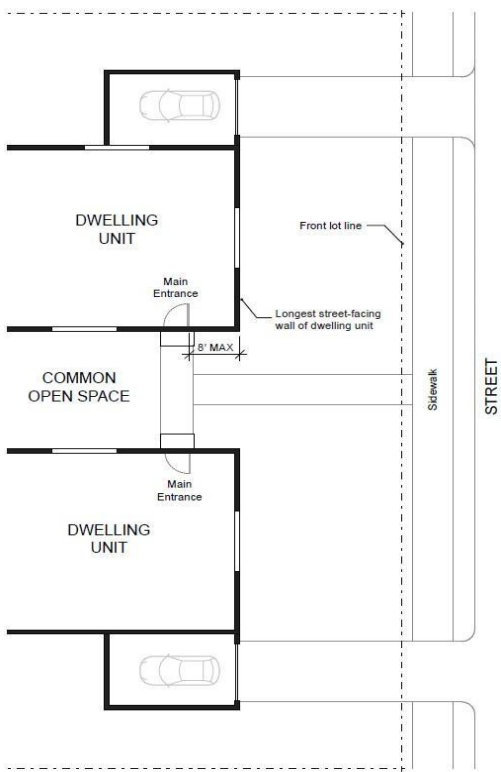 DWELLING
UNIT
Front lot line
Main
Entrance
Longest street-facing
wall of dwelling unit
8' MAX
COMMON
OPEN SPACE
Sidewalk
STREET
Main
Entrance
DWELLING
UNIT